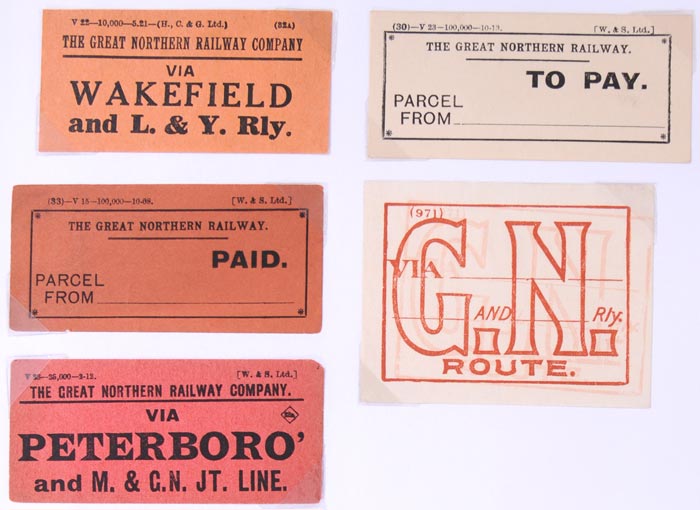 V 22—10,000—5.21—(H., C. & G. Ltd.) (32A)
THE GREAT NORTHERN RAILWAY COMPANY
VIA
WAKEFIELD
and L. & Y. Rly.
(30)—V 23—100,000—10-13. [W. & S. Ltd.]
THE GREAT NORTHERN RAILWAY.
TO PAY.
PARCEL
FROM
(33)—V 15—100,000—10-08. [W. & S. Ltd.]
THE GREAT NORTHERN RAILWAY.
PAID.
PARCEL
FROM
(971)
G.N.
VIA
AND Rly.
ROUTE.
[W. & S. Ltd.]
THE GREAT NORTHERN RAILWAY COMPANY.
VIA
PETERBORO'
and M. & G.N. JT. LINE.